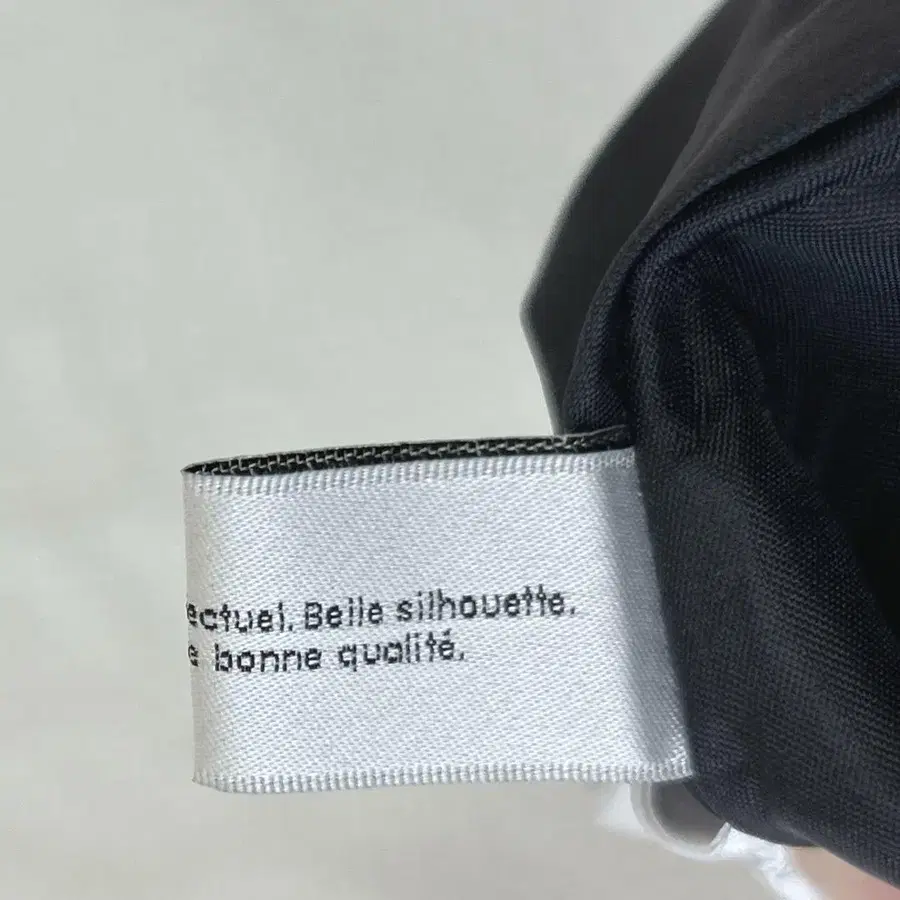 ectuel. Belle silhouette.
e bonne qualité.